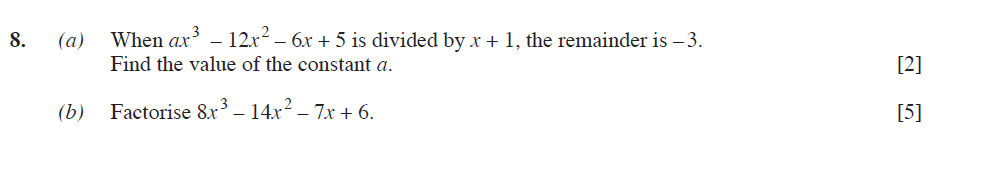 8. (a) When ax³ – 12x² – 6x + 5 is divided by x + 1, the remainder is –3.
Find the value of the constant a. [2]
(b) Factorise 8x³ – 14x² – 7x + 6. [5]